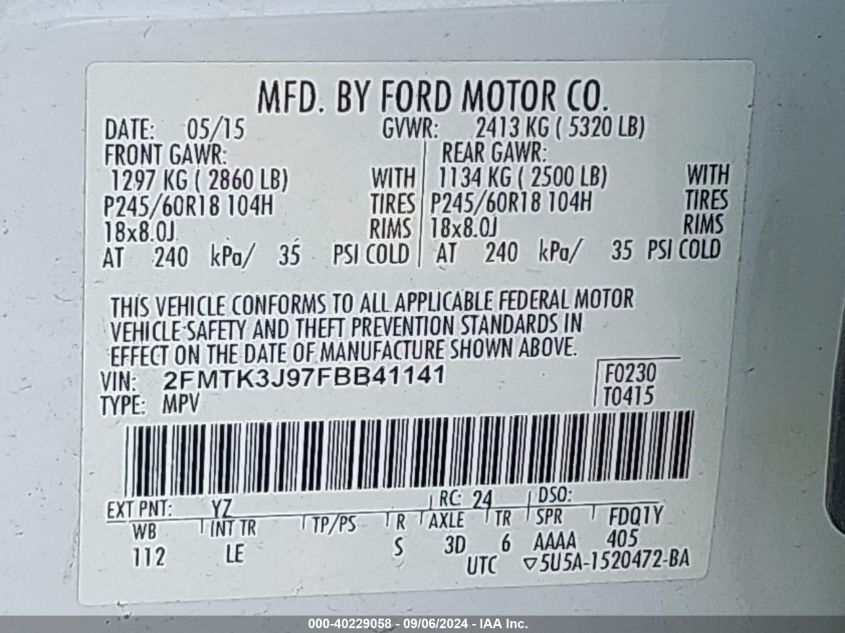 MFD. BY FORD MOTOR CO.
DATE: 05/15 GVWR: 2413 KG ( 5320 LB)
FRONT GAWR: REAR GAWR:
1297 KG ( 2860 LB) WITH 1134 KG ( 2500 LB) WITH
P245/60R18 104H TIRES P245/60R18 104H TIRES
18x8.0J RIMS 18x8.0J RIMS
AT 240 kPa/ 35 PSI COLD AT 240 kPa/ 35 PSI COLD
THIS VEHICLE CONFORMS TO ALL APPLICABLE FEDERAL MOTOR
VEHICLE SAFETY AND THEFT PREVENTION STANDARDS IN
EFFECT ON THE DATE OF MANUFACTURE SHOWN ABOVE.
VIN: 2FMTK3J97FBB41141 F0230
TYPE: MPV T0415
EXT PNT: YZ RC: 24 DSO:
WB INT TR TP/PS R AXLE TR SPR FDQ1Y
112 LE S 3D 6 AAAA 405
UTC ▽5U5A-1520472-BA
000-40229058 - 09/06/2024 - IAA Inc.